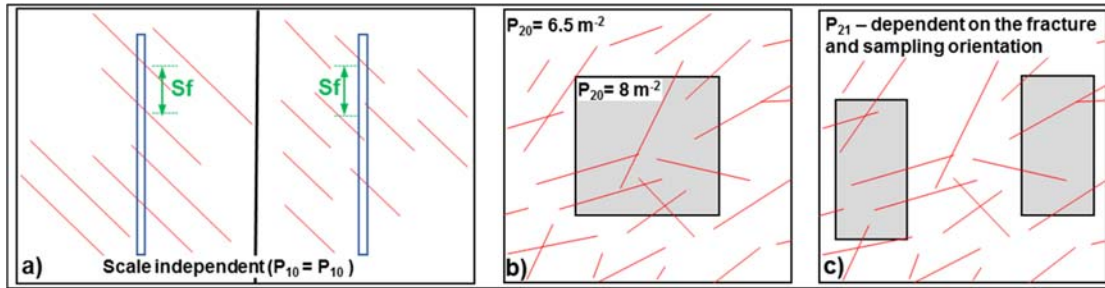 Sf
Sf
a)
Scale independent (P₁₀ = P₁₀ )
P₂₀= 6.5 m⁻²
P₂₀= 8 m⁻²
b)
P₂₁ – dependent on the fracture
and sampling orientation
c)